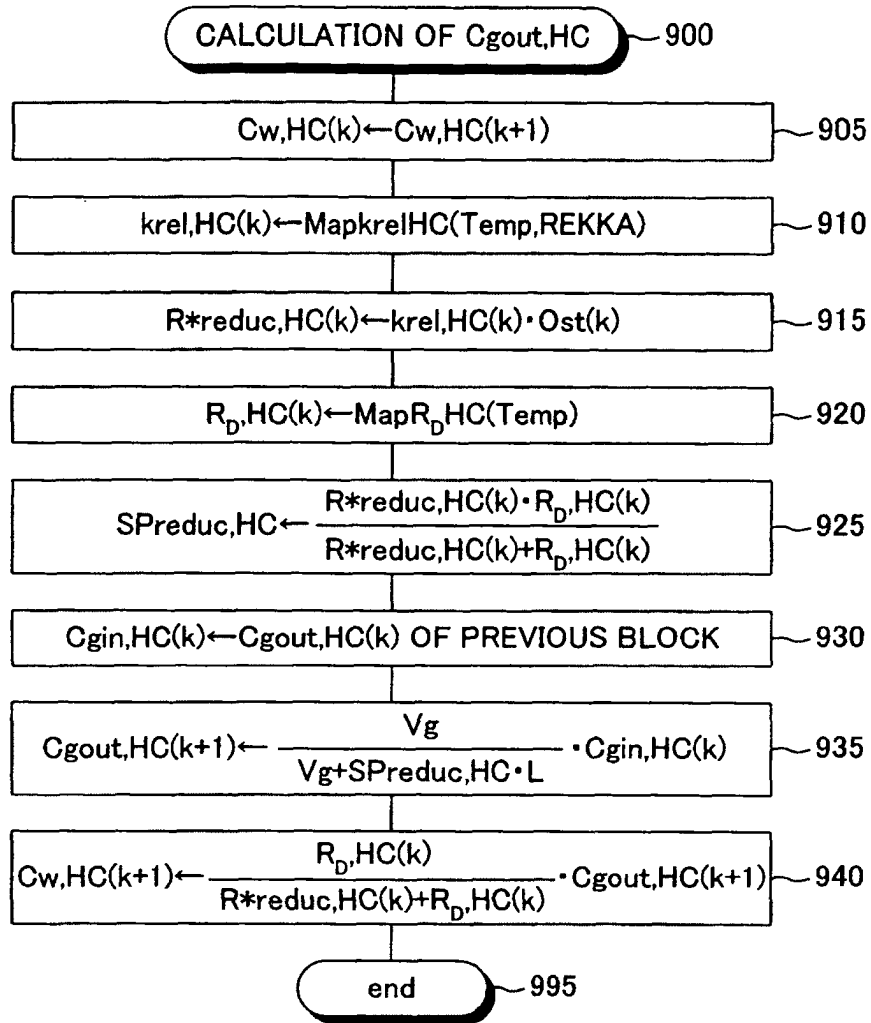 CALCULATION OF Cgout,HC 900
Cw,HC(k)←Cw,HC(k+1) 905
krel,HC(k)←MapkrelHC(Temp,REKKA) 910
R*reduc,HC(k)←krel,HC(k)·Ost(k) 915
R_D,HC(k)←MapR_DHC(Temp) 920
R*reduc,HC(k)·R_D,HC(k)
SPreduc,HC← 925
R*reduc,HC(k)+R_D,HC(k)
Cgin,HC(k)←Cgout,HC(k) OF PREVIOUS BLOCK 930
Vg
Cgout,HC(k+1)← ·Cgin,HC(k) 935
Vg+SPreduc,HC·L
R_D,HC(k)
Cw,HC(k+1)← ·Cgout,HC(k+1) 940
R*reduc,HC(k)+R_D,HC(k)
end 995